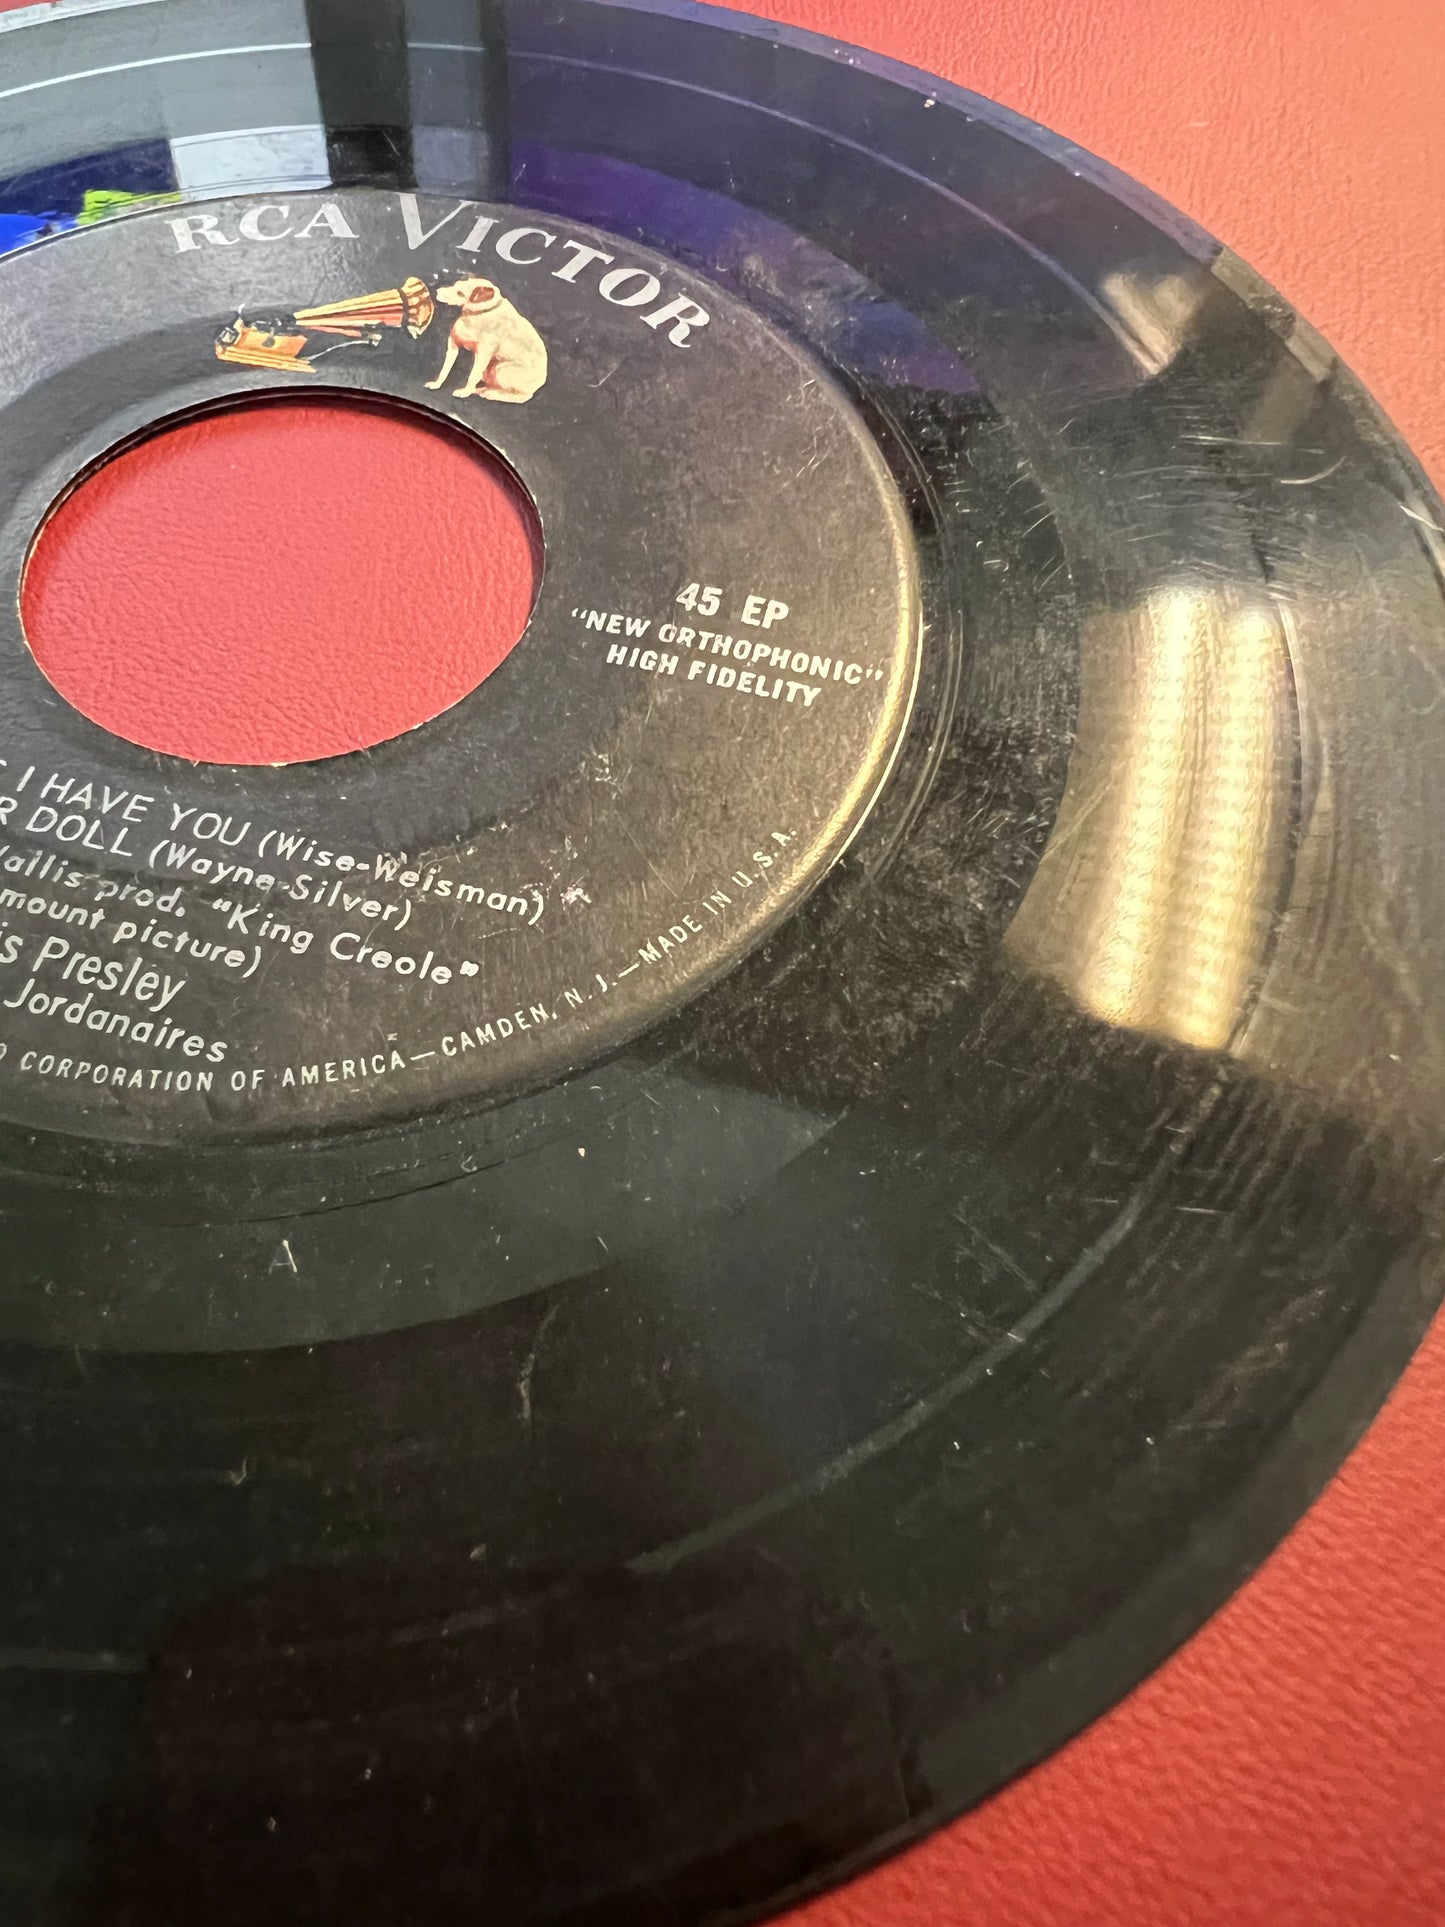 RCA VICTOR
45 EP
"NEW ORTHOPHONIC"
HIGH FIDELITY
I HAVE YOU (Wise-Weisman)
DOLL (Wayne-Silver)
prod. "King Creole"
picture)
Presley
Jordanaires
CORPORATION OF AMERICA—CAMDEN, N. J.—MADE IN U.S.A.
A